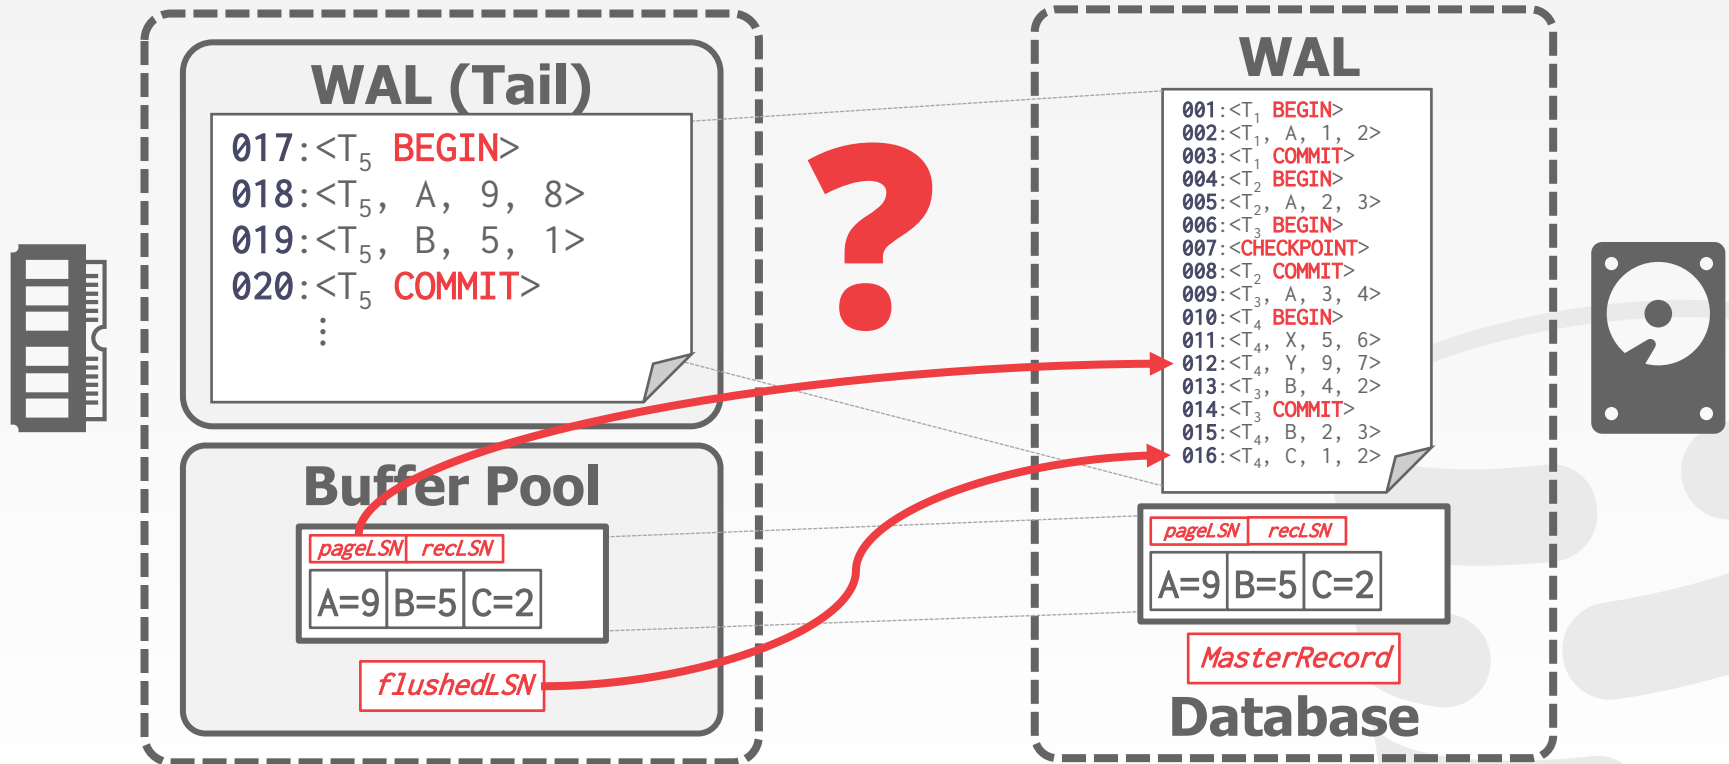 WAL (Tail)
017:<T5 BEGIN>
018:<T5, A, 9, 8>
019:<T5, B, 5, 1>
020:<T5 COMMIT>
⋮
Buffer Pool
pageLSN recLSN
A=9 B=5 C=2
flushedLSN
?
WAL
001:<T1 BEGIN>
002:<T1, A, 1, 2>
003:<T1 COMMIT>
004:<T2 BEGIN>
005:<T2, A, 2, 3>
006:<T3 BEGIN>
007:<CHECKPOINT>
008:<T2 COMMIT>
009:<T3, A, 3, 4>
010:<T4 BEGIN>
011:<T4, X, 5, 6>
012:<T4, Y, 9, 7>
013:<T3, B, 4, 2>
014:<T3 COMMIT>
015:<T4, B, 2, 3>
016:<T4, C, 1, 2>
pageLSN recLSN
A=9 B=5 C=2
MasterRecord
Database